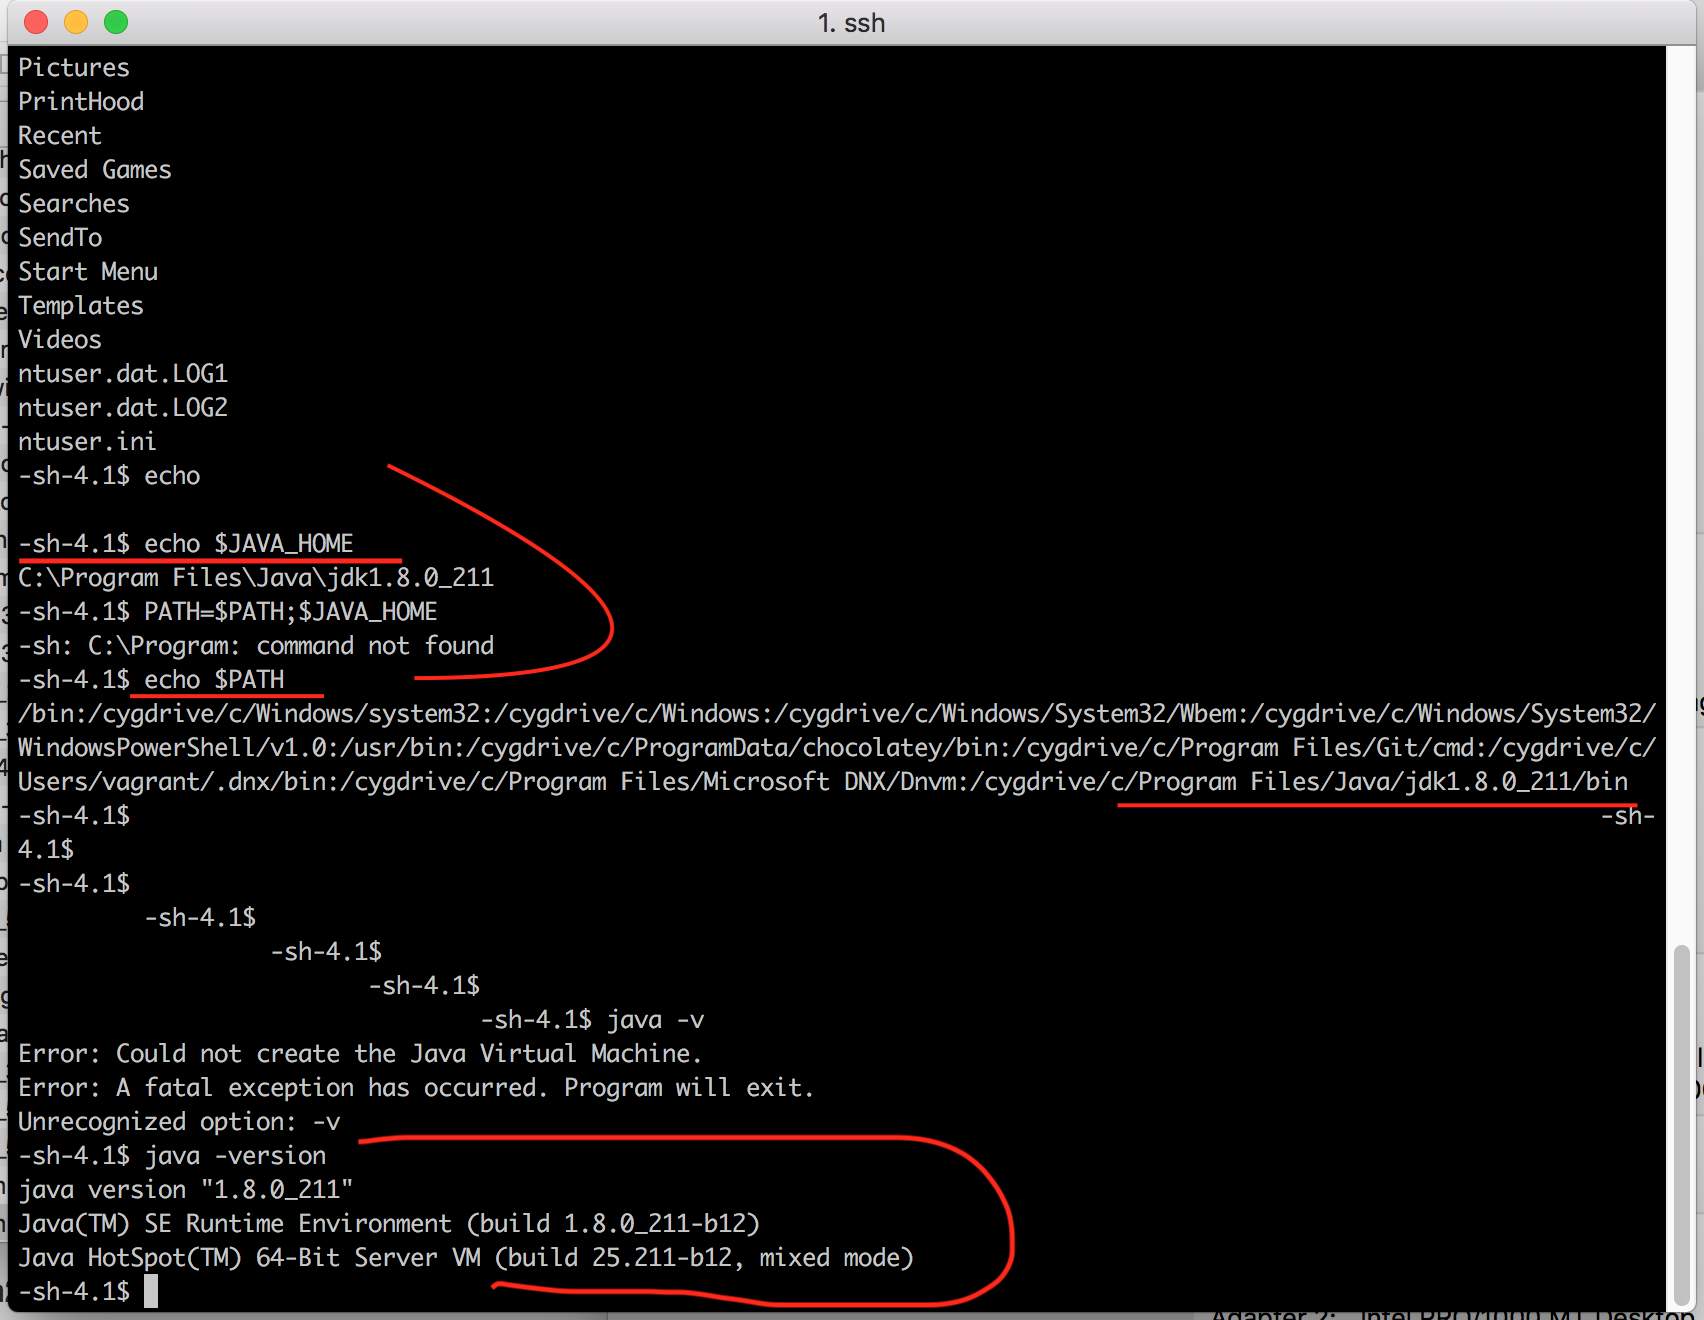 1. ssh
Pictures
PrintHood
Recent
Saved Games
Searches
SendTo
Start Menu
Templates
Videos
ntuser.dat.LOG1
ntuser.dat.LOG2
ntuser.ini
-sh-4.1$ echo
-sh-4.1$ echo $JAVA_HOME
C:\Program Files\Java\jdk1.8.0_211
-sh-4.1$ PATH=$PATH;$JAVA_HOME
-sh: C:\Program: command not found
-sh-4.1$ echo $PATH
/bin:/cygdrive/c/Windows/system32:/cygdrive/c/Windows:/cygdrive/c/Windows/System32/Wbem:/cygdrive/c/Windows/System32/
WindowsPowerShell/v1.0:/usr/bin:/cygdrive/c/ProgramData/chocolatey/bin:/cygdrive/c/Program Files/Git/cmd:/cygdrive/c/
Users/vagrant/.dnx/bin:/cygdrive/c/Program Files/Microsoft DNX/Dnvm:/cygdrive/c/Program Files/Java/jdk1.8.0_211/bin
-sh-4.1$ -sh-
4.1$
-sh-4.1$
-sh-4.1$
-sh-4.1$
-sh-4.1$
-sh-4.1$ java -v
Error: Could not create the Java Virtual Machine.
Error: A fatal exception has occurred. Program will exit.
Unrecognized option: -v
-sh-4.1$ java -version
java version "1.8.0_211"
Java(TM) SE Runtime Environment (build 1.8.0_211-b12)
Java HotSpot(TM) 64-Bit Server VM (build 25.211-b12, mixed mode)
-sh-4.1$
Adapter 2: Intel PRO/1000 MT Desktop